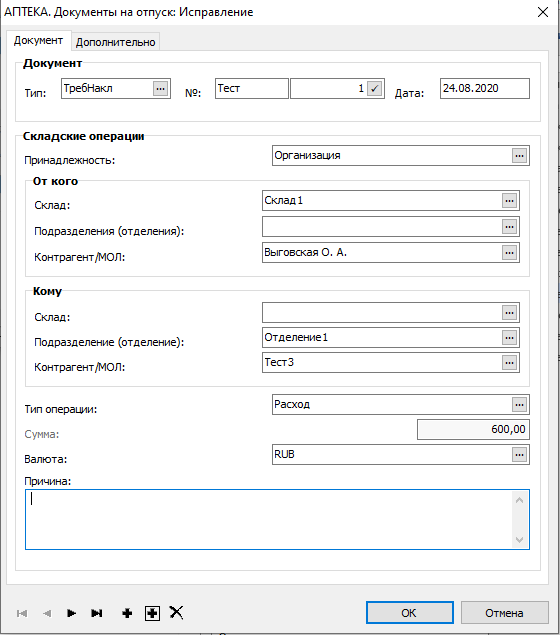 АПТЕКА. Документы на отпуск: Исправление
Документ Дополнительно
Документ
Тип: ТребНакл ... №: Тест 1 ✓ Дата: 24.08.2020
Складские операции
Принадлежность: Организация ...
От кого
Склад: Склад1 ...
Подразделения (отделения): ...
Контрагент/МОЛ: Выговская О. А. ...
Кому
Склад: ...
Подразделение (отделение): Отделение1 ...
Контрагент/МОЛ: Тест3 ...
Тип операции: Расход ...
Сумма: 600,00
Валюта: RUB ...
Причина:
OK Отмена